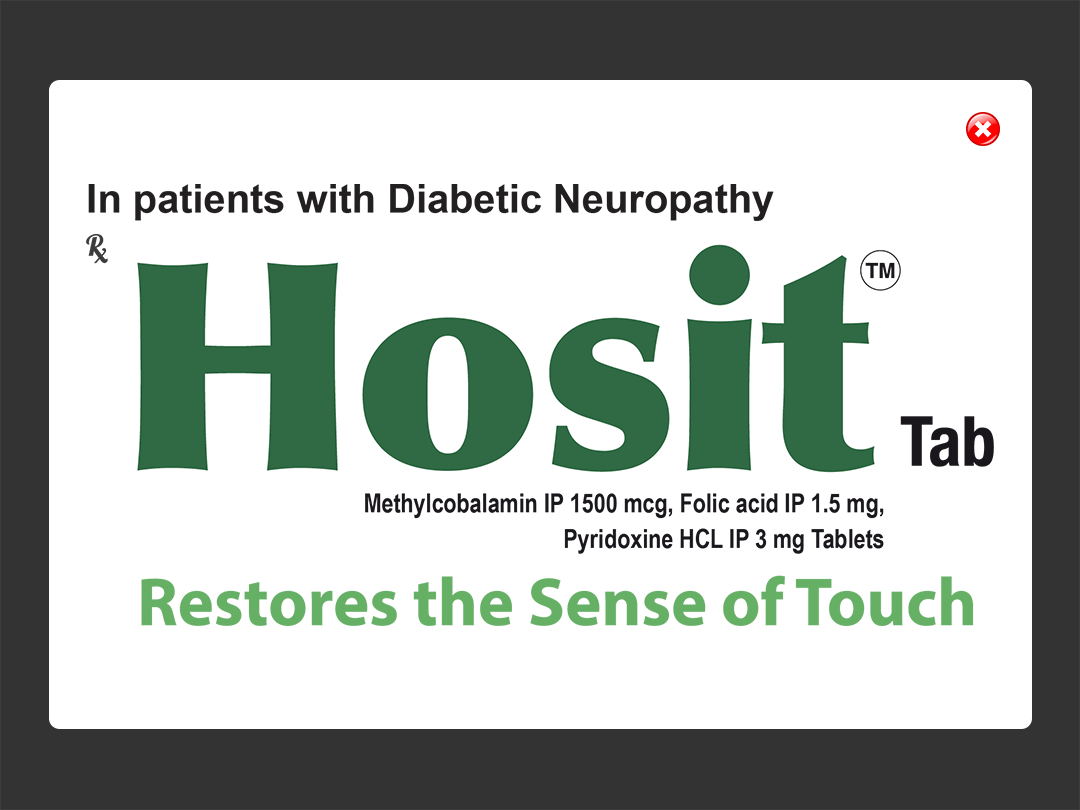 In patients with Diabetic Neuropathy
℞
Hosit™ Tab
Methylcobalamin IP 1500 mcg, Folic acid IP 1.5 mg,
Pyridoxine HCL IP 3 mg Tablets
Restores the Sense of Touch